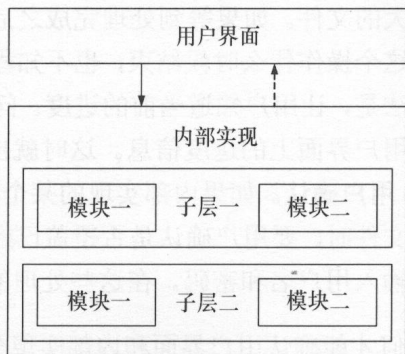 用户界面
内部实现
模块一 子层一 模块二
模块一 子层二 模块二